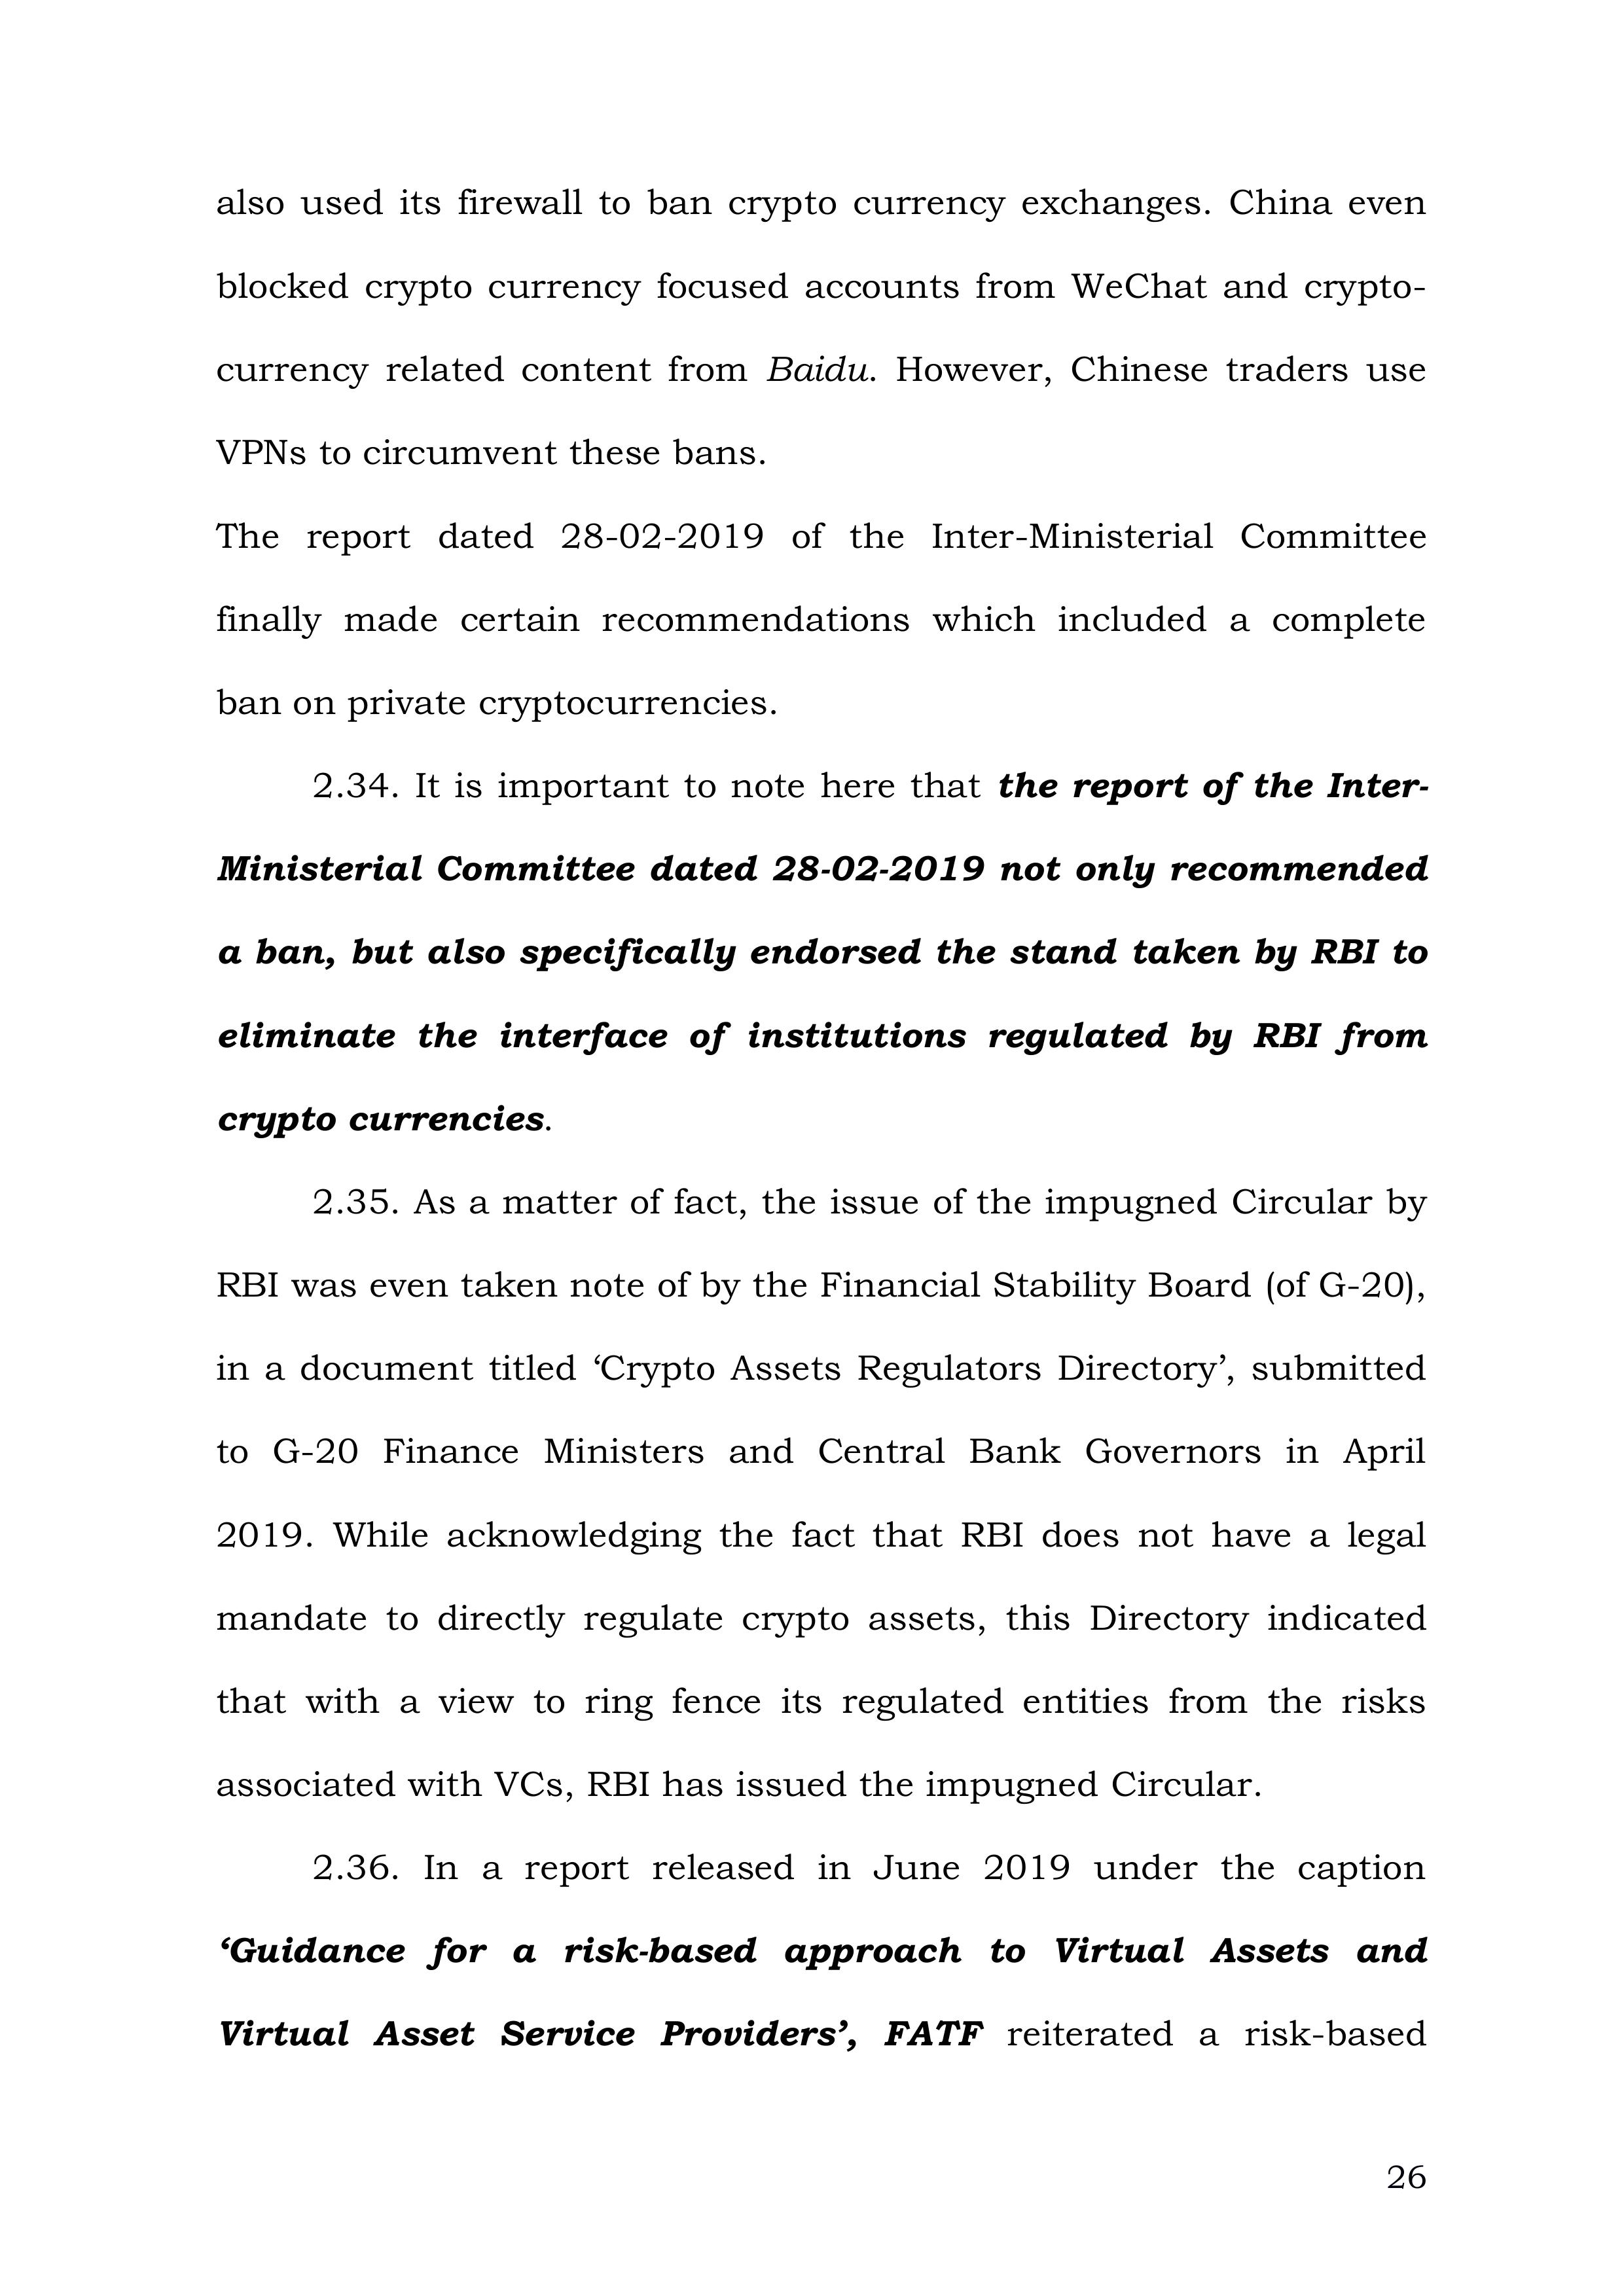 also used its firewall to ban crypto currency exchanges. China even
blocked crypto currency focused accounts from WeChat and crypto-
currency related content from Baidu. However, Chinese traders use
VPNs to circumvent these bans.
The report dated 28-02-2019 of the Inter-Ministerial Committee
finally made certain recommendations which included a complete
ban on private cryptocurrencies.
2.34. It is important to note here that the report of the Inter-
Ministerial Committee dated 28-02-2019 not only recommended
a ban, but also specifically endorsed the stand taken by RBI to
eliminate the interface of institutions regulated by RBI from
crypto currencies.
2.35. As a matter of fact, the issue of the impugned Circular by
RBI was even taken note of by the Financial Stability Board (of G-20),
in a document titled ‘Crypto Assets Regulators Directory’, submitted
to G-20 Finance Ministers and Central Bank Governors in April
2019. While acknowledging the fact that RBI does not have a legal
mandate to directly regulate crypto assets, this Directory indicated
that with a view to ring fence its regulated entities from the risks
associated with VCs, RBI has issued the impugned Circular.
2.36. In a report released in June 2019 under the caption
‘Guidance for a risk-based approach to Virtual Assets and
Virtual Asset Service Providers’, FATF reiterated a risk-based
26